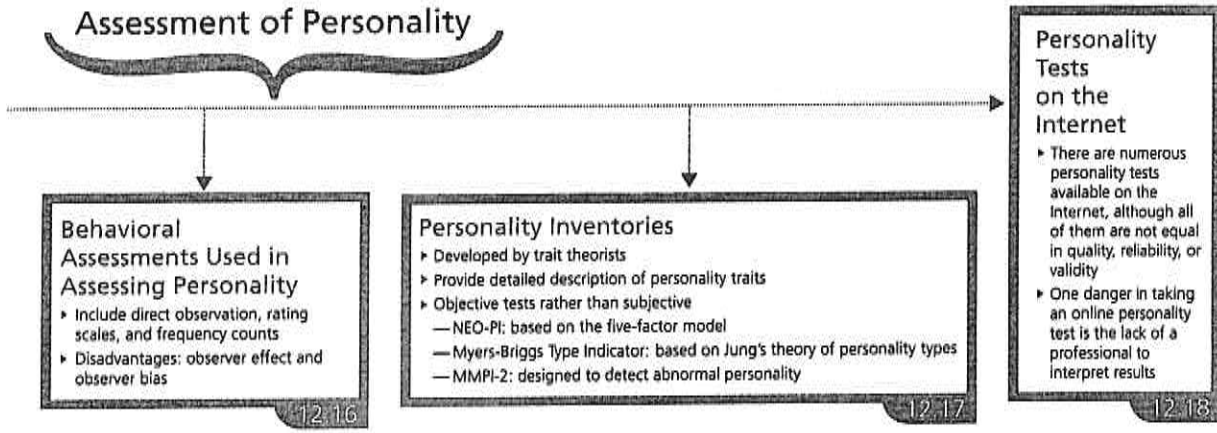 Assessment of Personality
Behavioral
Assessments Used in
Assessing Personality
▸ Include direct observation, rating
scales, and frequency counts
▸ Disadvantages: observer effect and
observer bias
12.16
Personality Inventories
▸ Developed by trait theorists
▸ Provide detailed description of personality traits
▸ Objective tests rather than subjective
— NEO-PI: based on the five-factor model
— Myers-Briggs Type Indicator: based on Jung's theory of personality types
— MMPI-2: designed to detect abnormal personality
12.17
Personality
Tests
on the
Internet
▸ There are numerous
personality tests
available on the
Internet, although all
of them are not equal
in quality, reliability, or
validity
▸ One danger in taking
an online personality
test is the lack of a
professional to
interpret results
12.18